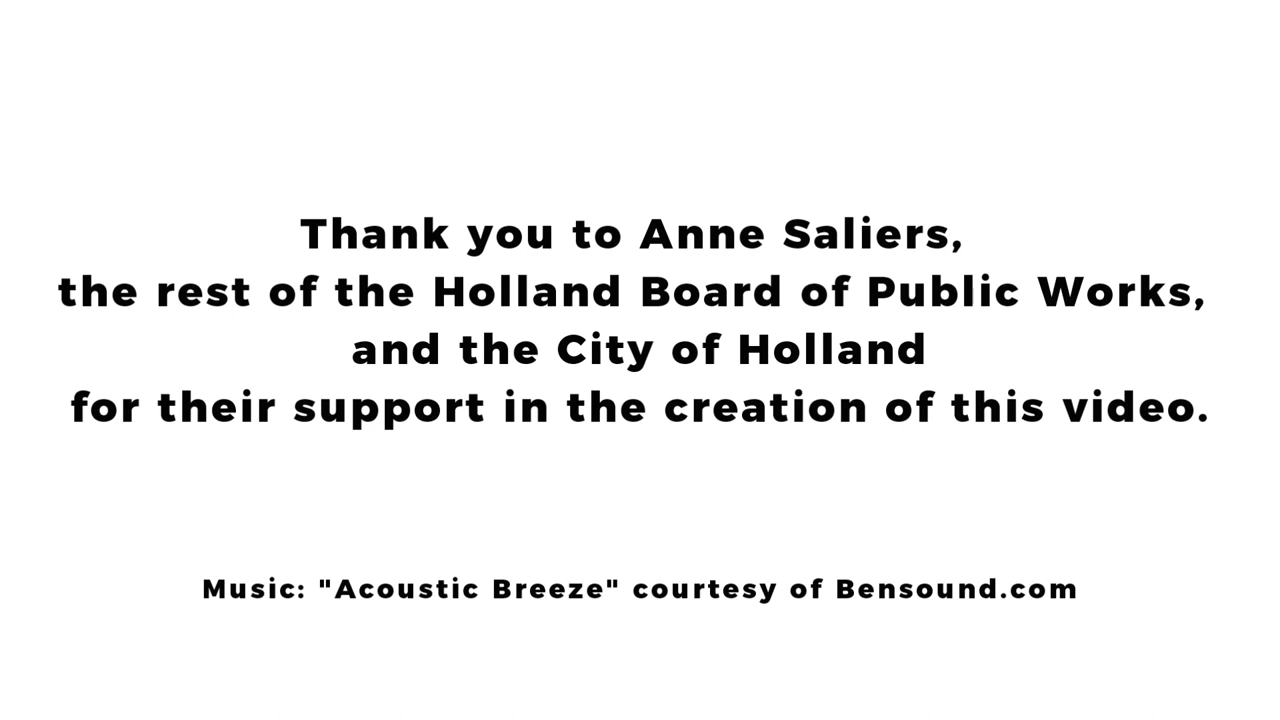 Thank you to Anne Saliers,
the rest of the Holland Board of Public Works,
and the City of Holland
for their support in the creation of this video.
Music: "Acoustic Breeze" courtesy of Bensound.com